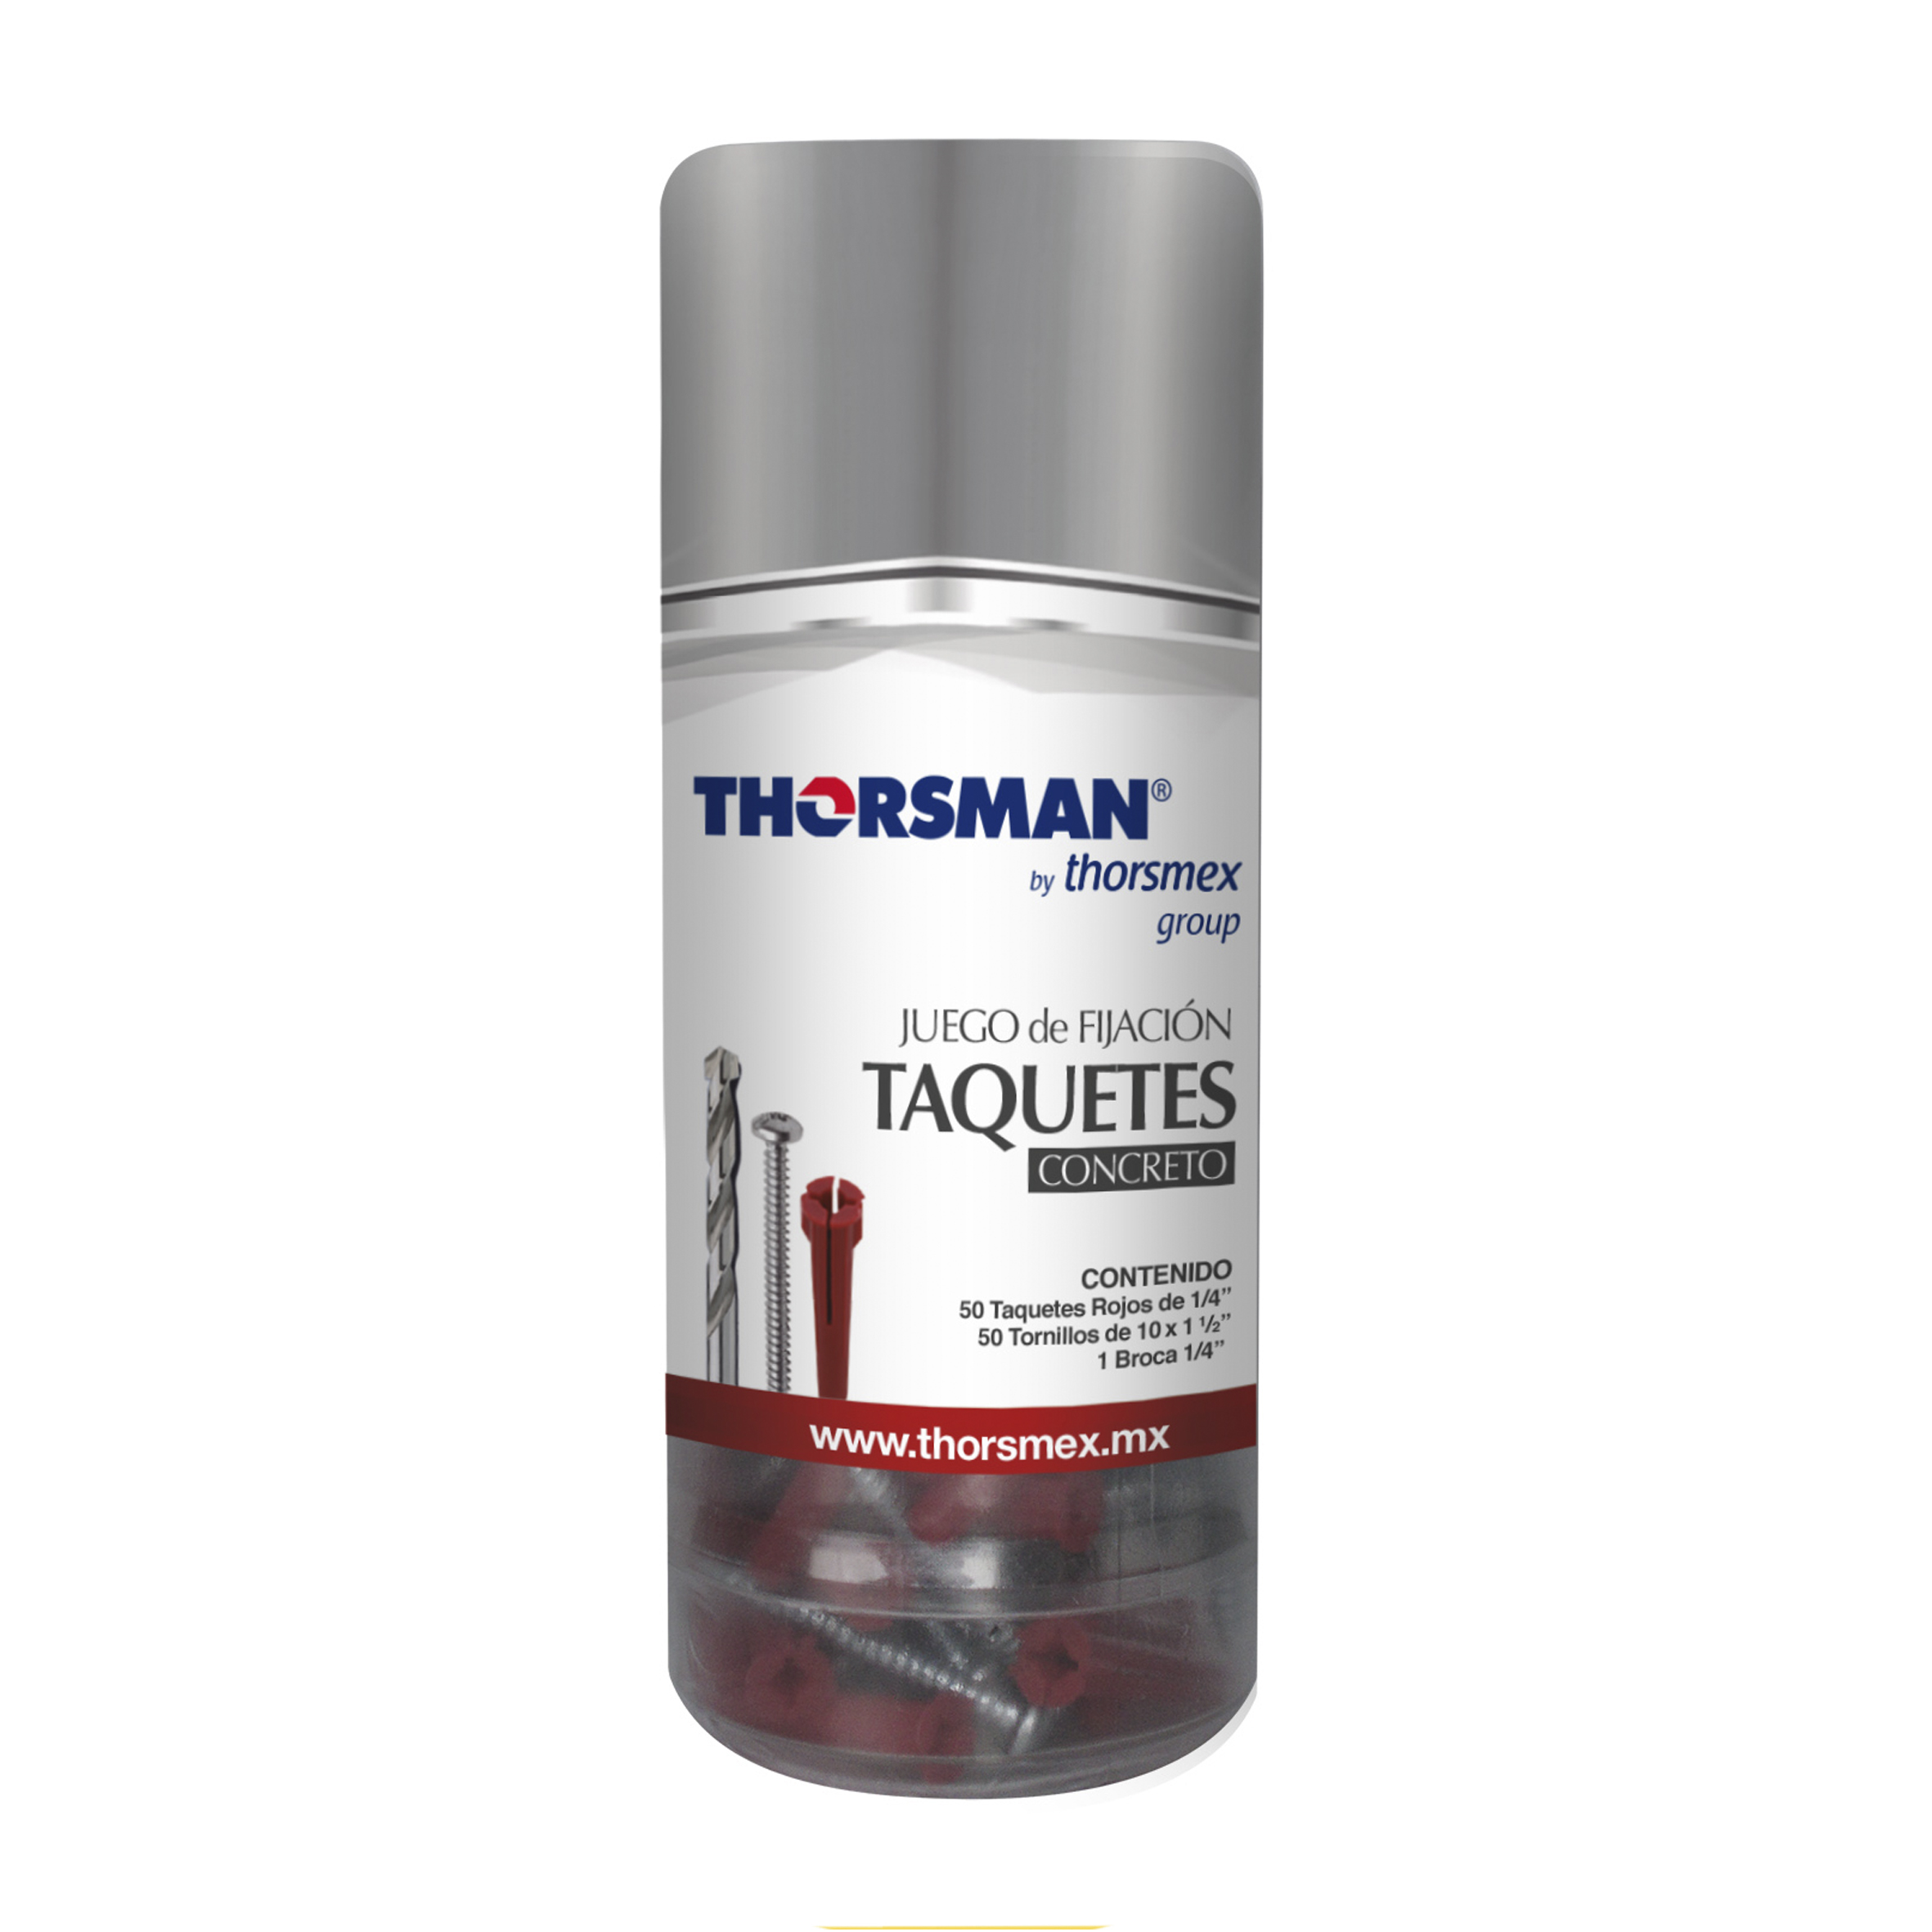 THORSMAN®
by thorsmex
group
JUEGO de FIJACIÓN
TAQUETES
CONCRETO
CONTENIDO
50 Taquetes Rojos de 1/4”
50 Tornillos de 10 x 1 ½”
1 Broca 1/4”
www.thorsmex.mx